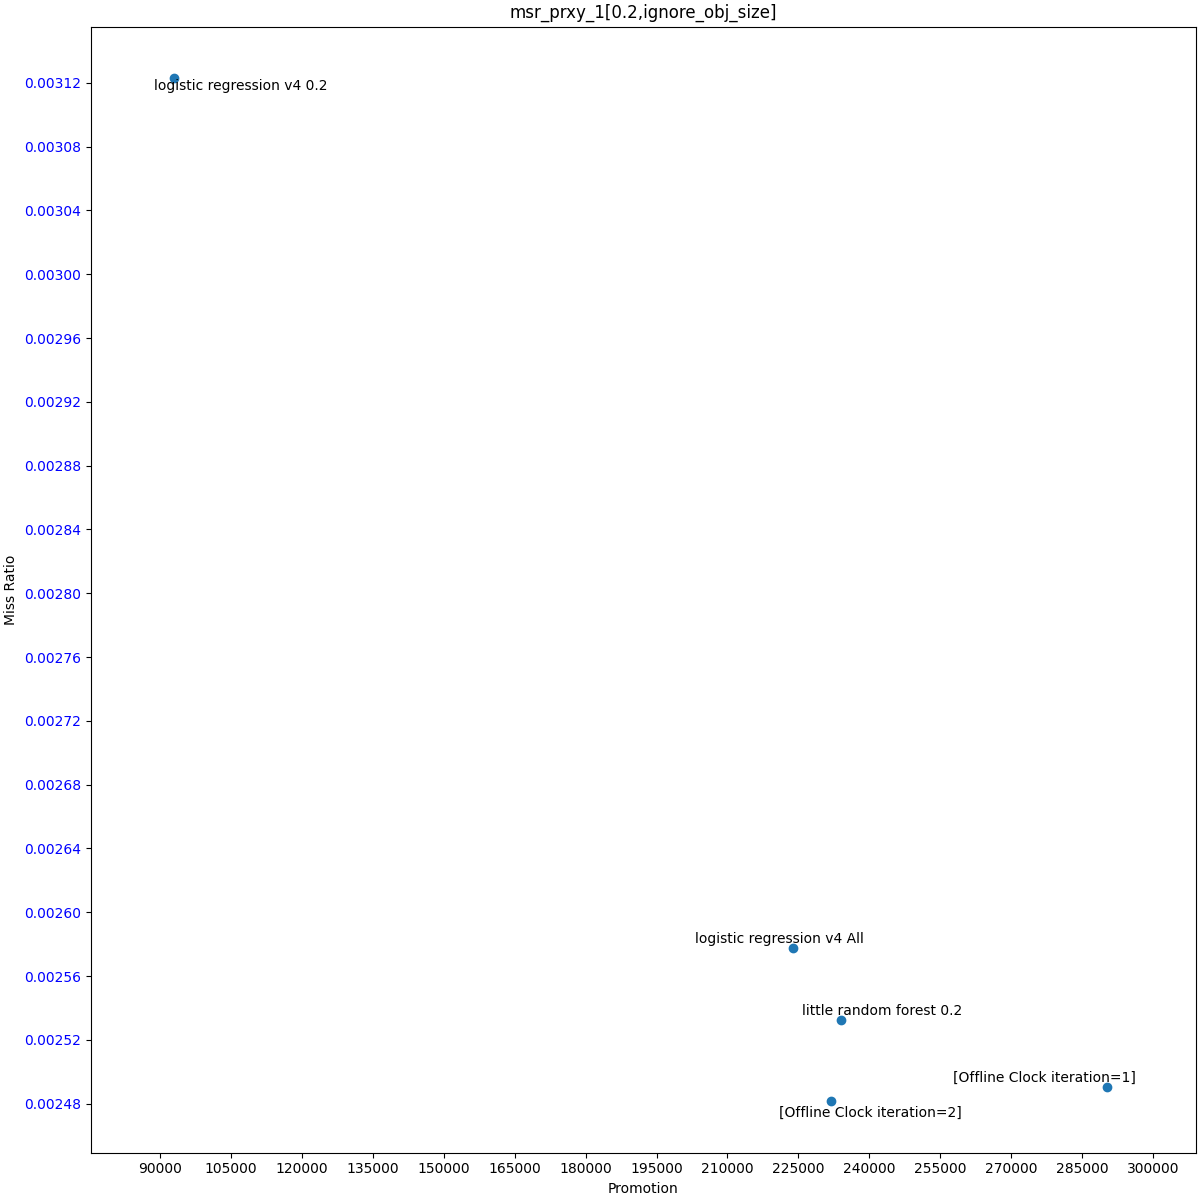 msr_prxy_1[0.2,ignore_obj_size]
0.00312
logistic regression v4 0.2
0.00308
0.00304
0.00300
0.00296
0.00292
0.00288
0.00284
0.00280
Miss Ratio
0.00276
0.00272
0.00268
0.00264
0.00260
logistic regression v4 All
0.00256
little random forest 0.2
0.00252
[Offline Clock iteration=1]
0.00248
[Offline Clock iteration=2]
90000 105000 120000 135000 150000 165000 180000 195000 210000 225000 240000 255000 270000 285000 300000
Promotion